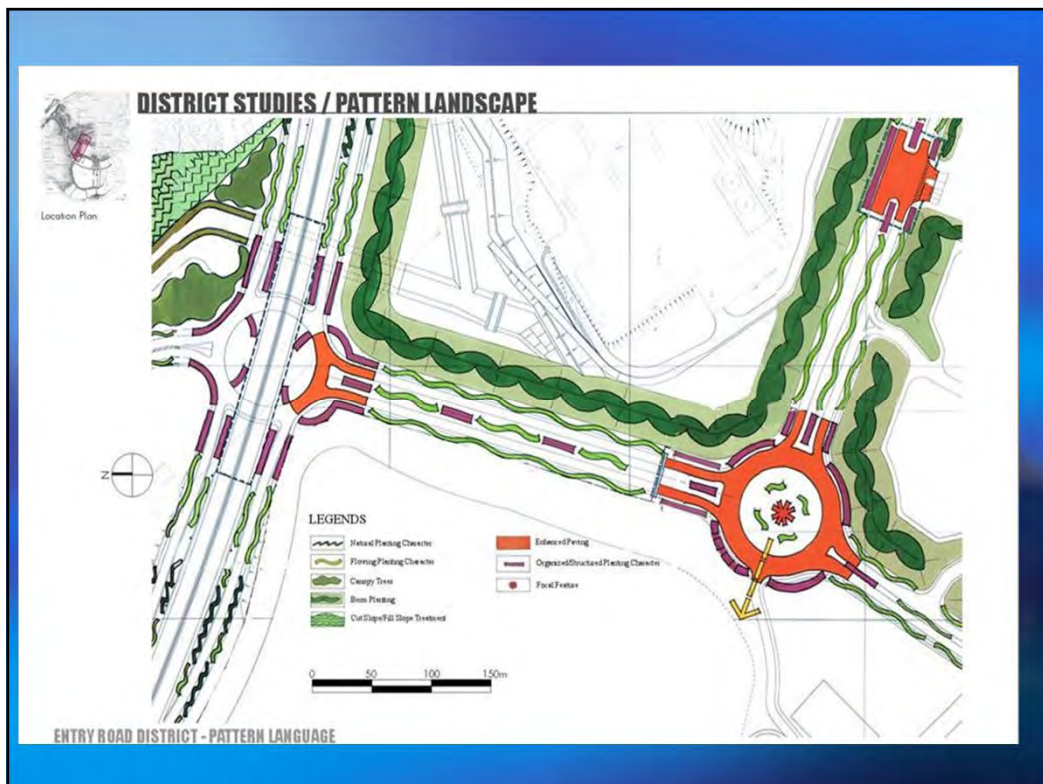 DISTRICT STUDIES / PATTERN LANDSCAPE
Location Plan
N
LEGENDS
Natural Planting Character
Flowing Planting Character
Canopy Trees
Berm Planting
Cut Slope/Fill Slope Treatment
Enhanced Paving
Organized/Structured Planting Character
Focal Feature
0 50 100 150m
ENTRY ROAD DISTRICT - PATTERN LANGUAGE